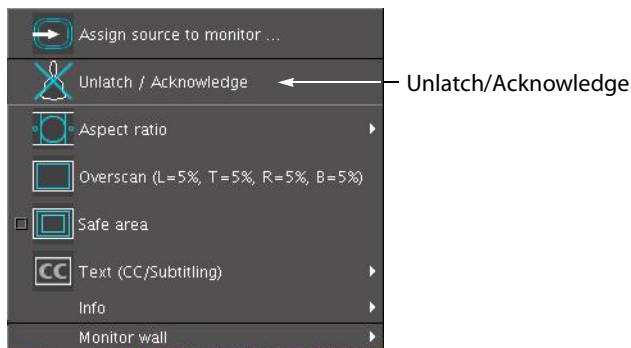 Assign source to monitor ...
Unlatch / Acknowledge
Unlatch/Acknowledge
Aspect ratio
Overscan (L=5%, T=5%, R=5%, B=5%)
Safe area
CC Text (CC/Subtitling)
Info
Monitor wall